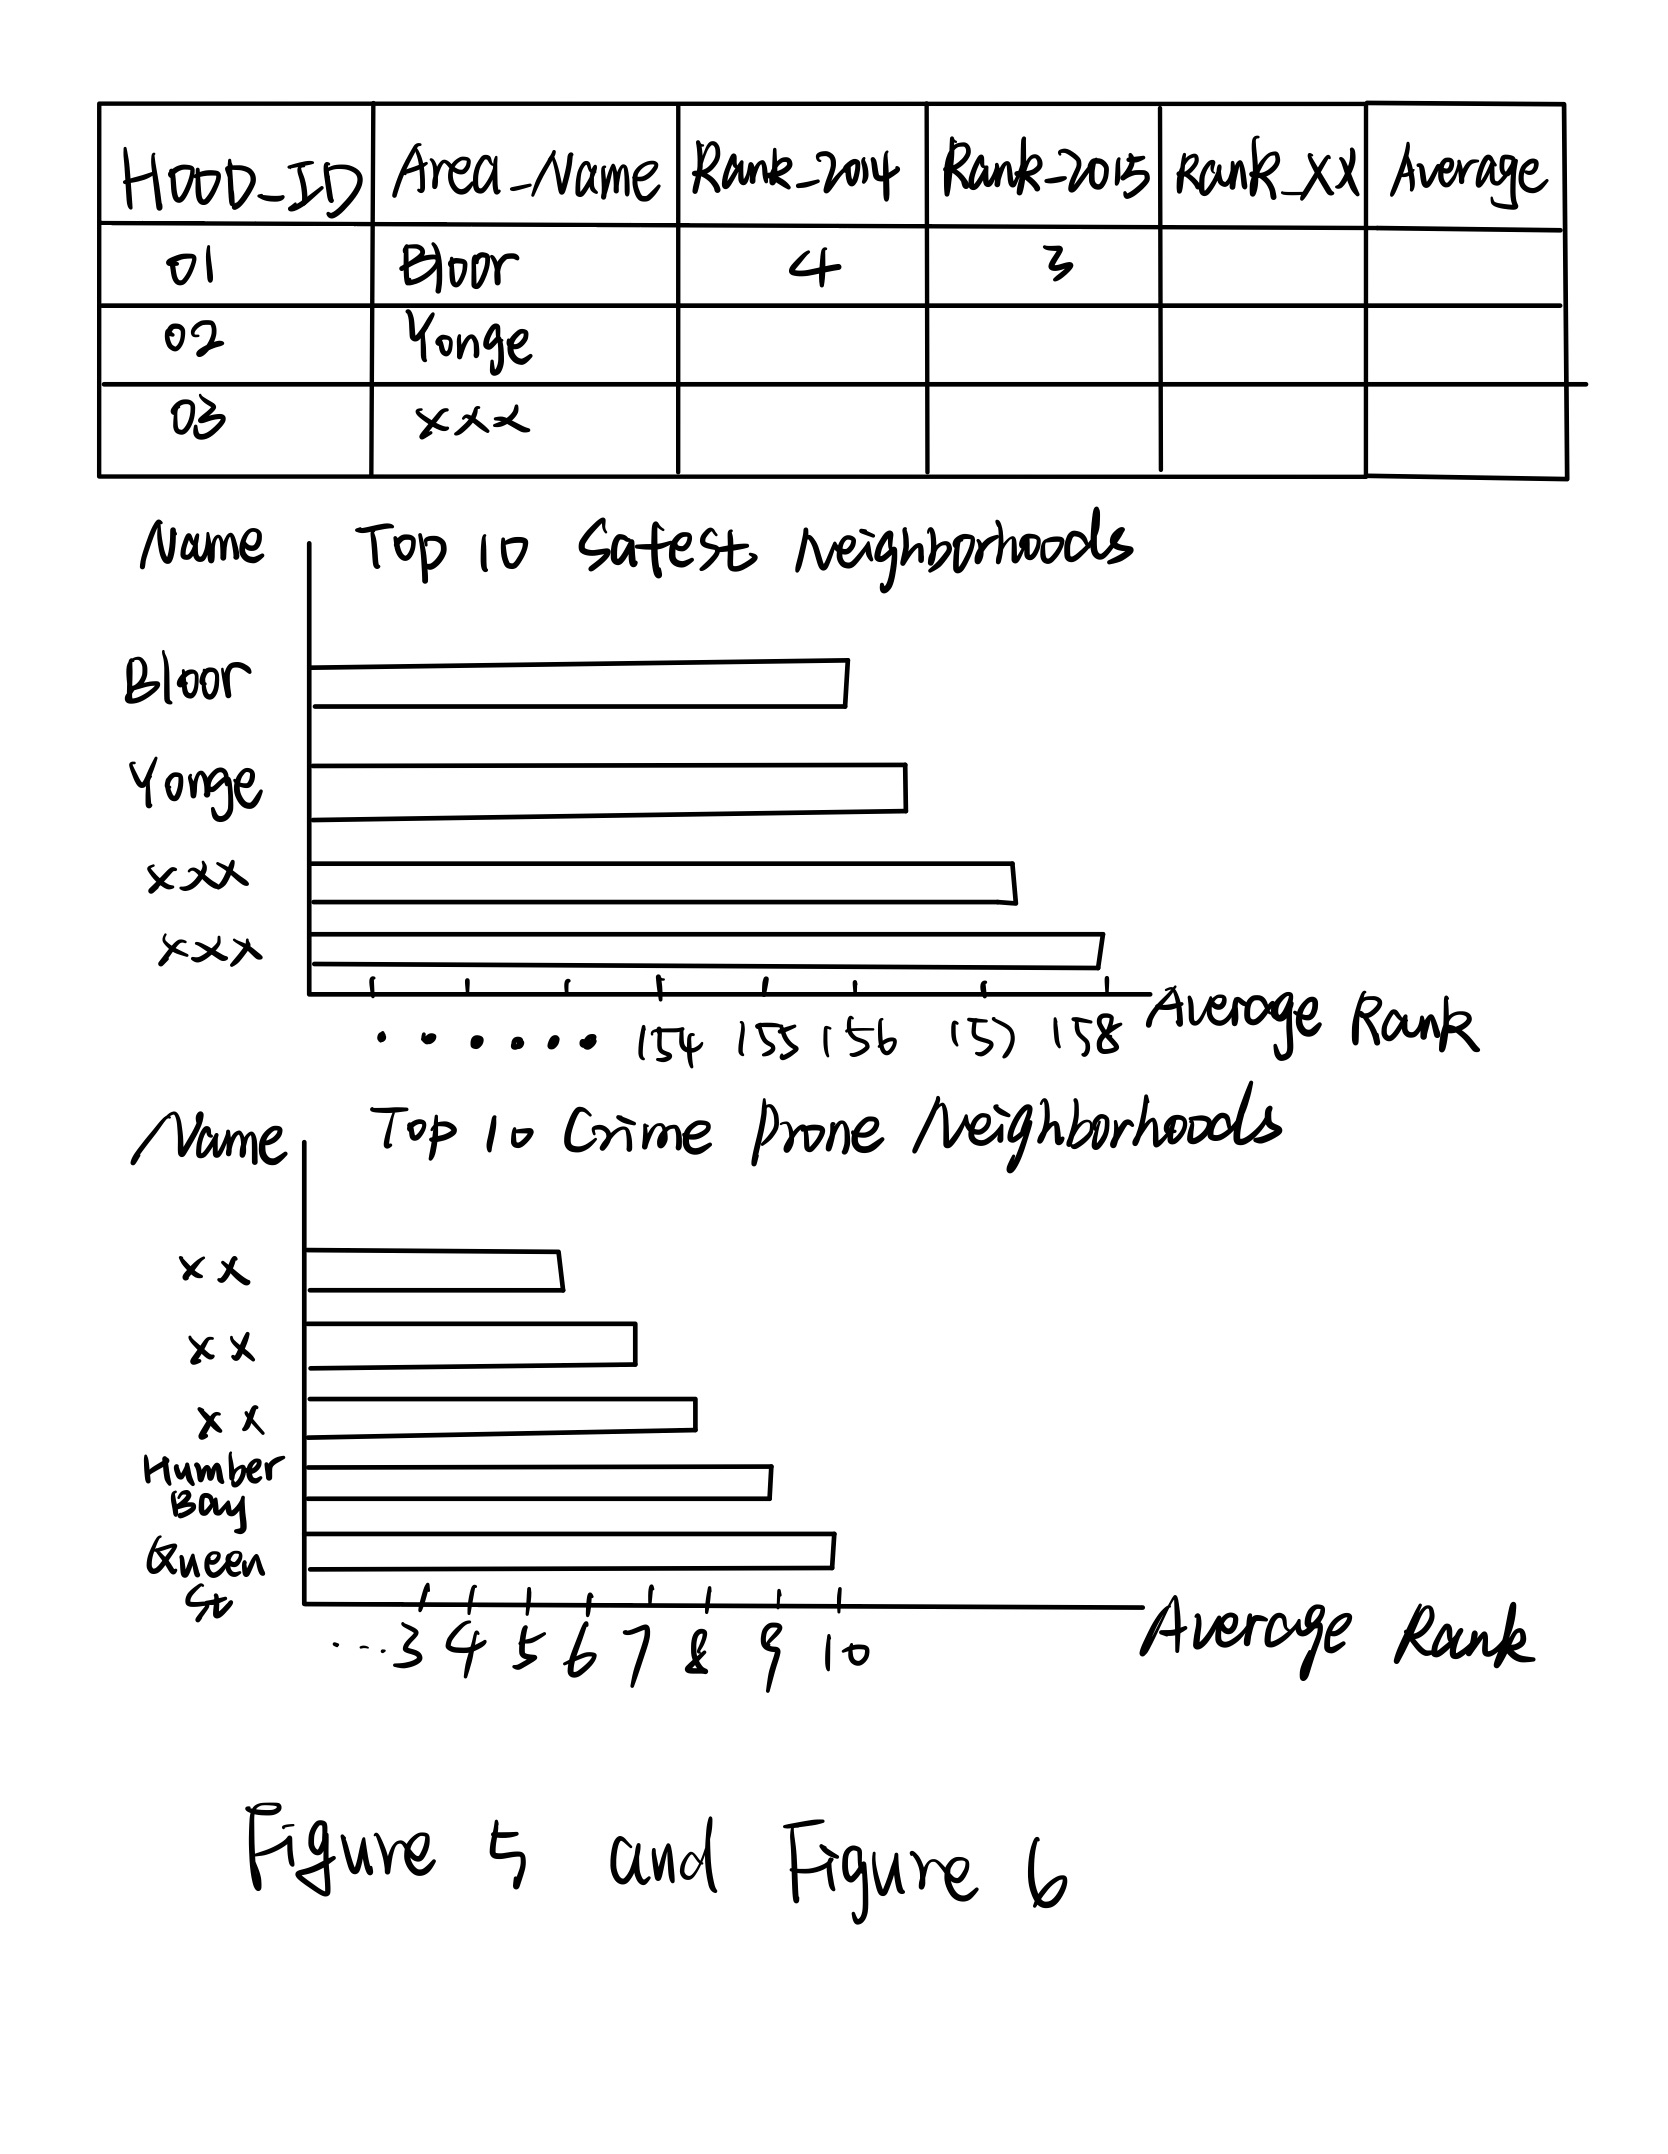 HOOD_ID Area_Name Rank_2014 Rank_2015 Rank_XX Average
01 Bloor 4 3
02 Yonge
03 xxx
Name Top 10 Safest Neighborhoods
Bloor
Yonge
xxx
xxx
...... 154 155 156 157 158 Average Rank
Name Top 10 Crime Prone Neighborhoods
xx
xx
xx
Humber
Bay
Queen
St
...3 4 5 6 7 8 9 10 Average Rank
Figure 5 and Figure 6